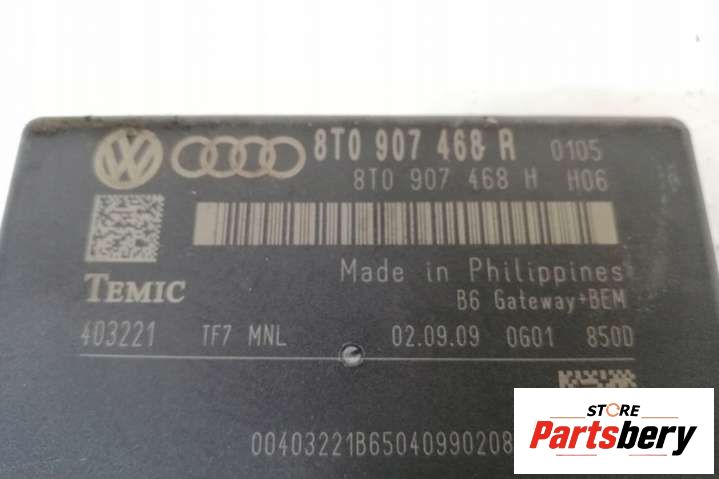 8T0 907 468 R 0105
8T0 907 468 H H06
TEMIC
Made in Philippines
B6 Gateway+BEM
403221 TF7 MNL 02.09.09 0G01 850D
00403221B65040990208
STORE
Partsbery